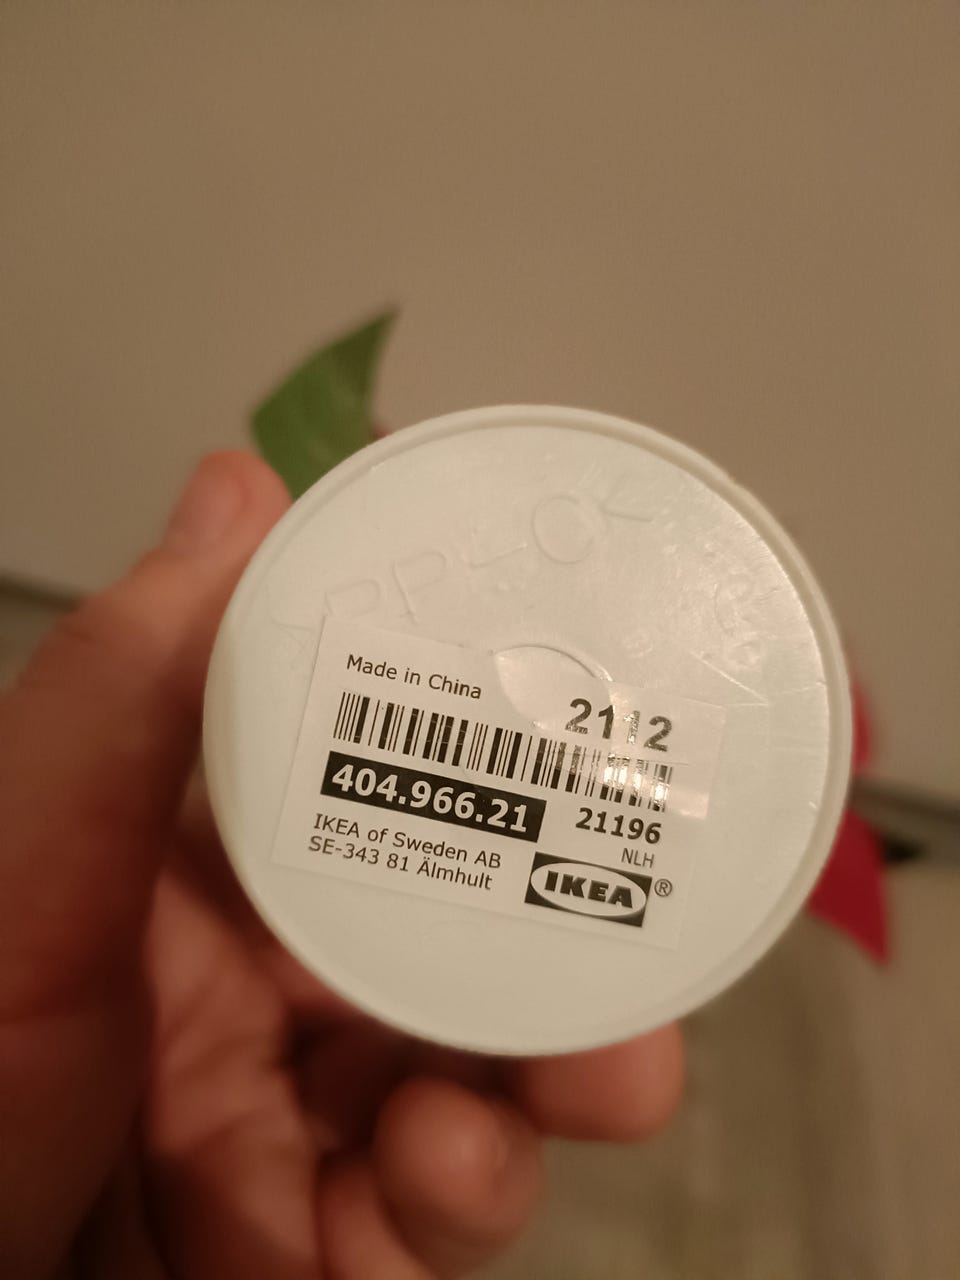 Made in China
2112
404.966.21
21196
IKEA of Sweden AB
SE-343 81 Älmhult
NLH
IKEA®